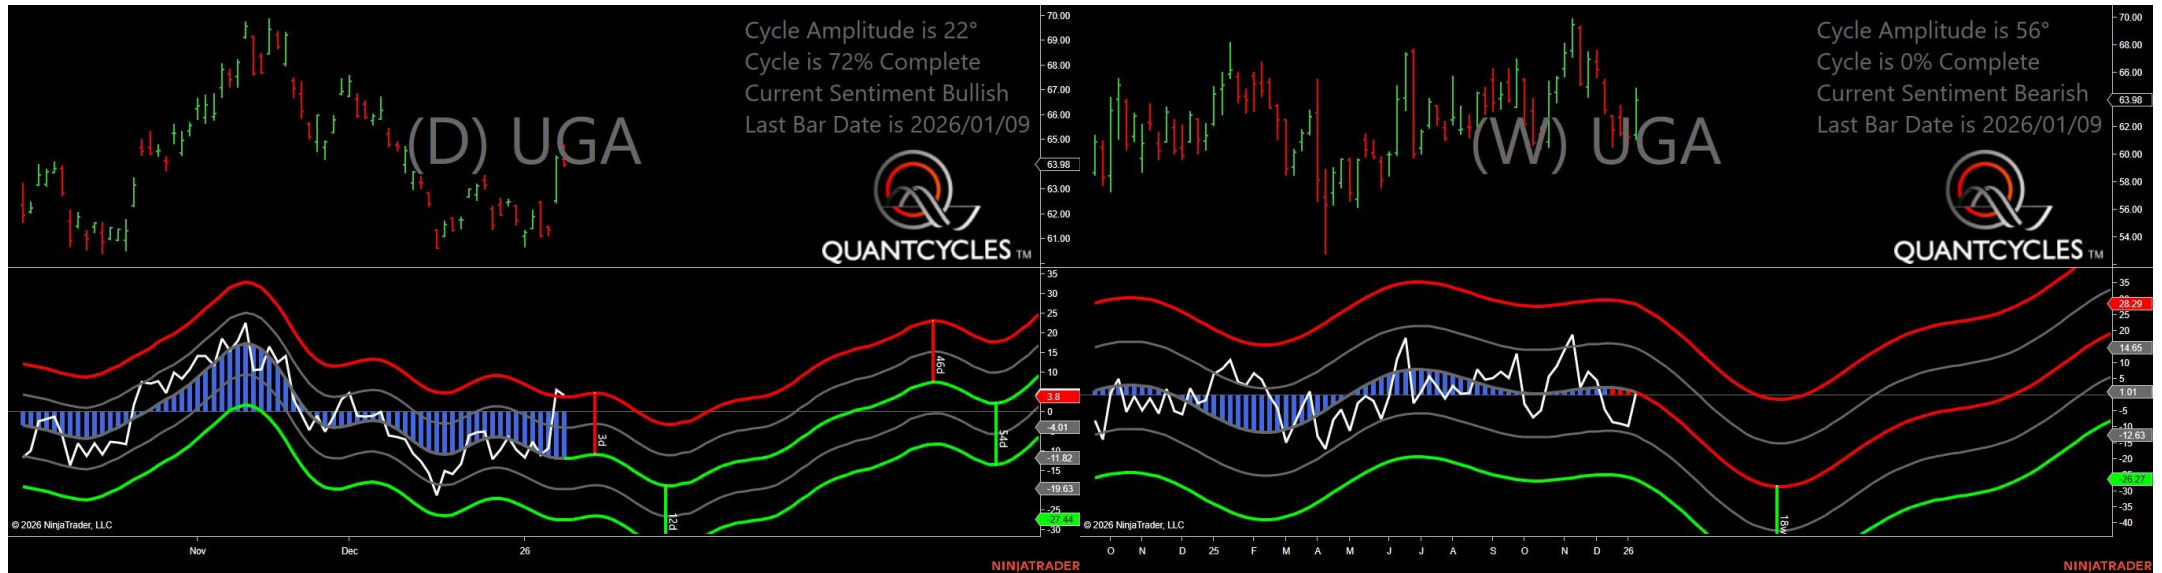 Cycle Amplitude is 22°
Cycle is 72% Complete
Current Sentiment Bullish
Last Bar Date is 2026/01/09
(D) UGA
QUANTCYCLES TM
70.00
69.00
68.00
67.00
66.00
65.00
63.98
63.00
62.00
61.00
35
30
25
20
15
10
3.8
0
-4.01
-11.82
-15
-19.63
-27.44
-30
3d
12d
46d
54d
© 2026 NinjaTrader, LLC
Nov
Dec
26
NINJATRADER
Cycle Amplitude is 56°
Cycle is 0% Complete
Current Sentiment Bearish
Last Bar Date is 2026/01/09
(W) UGA
QUANTCYCLES TM
70.00
68.00
66.00
63.98
62.00
60.00
58.00
56.00
54.00
35
28.29
25
20
14.65
10
5
1.01
-5
-10
-12.63
-20
-26.27
-30
-35
-40
18w
© 2026 NinjaTrader, LLC
O N D 25 F M A M J J A S O N D 26
NINJATRADER